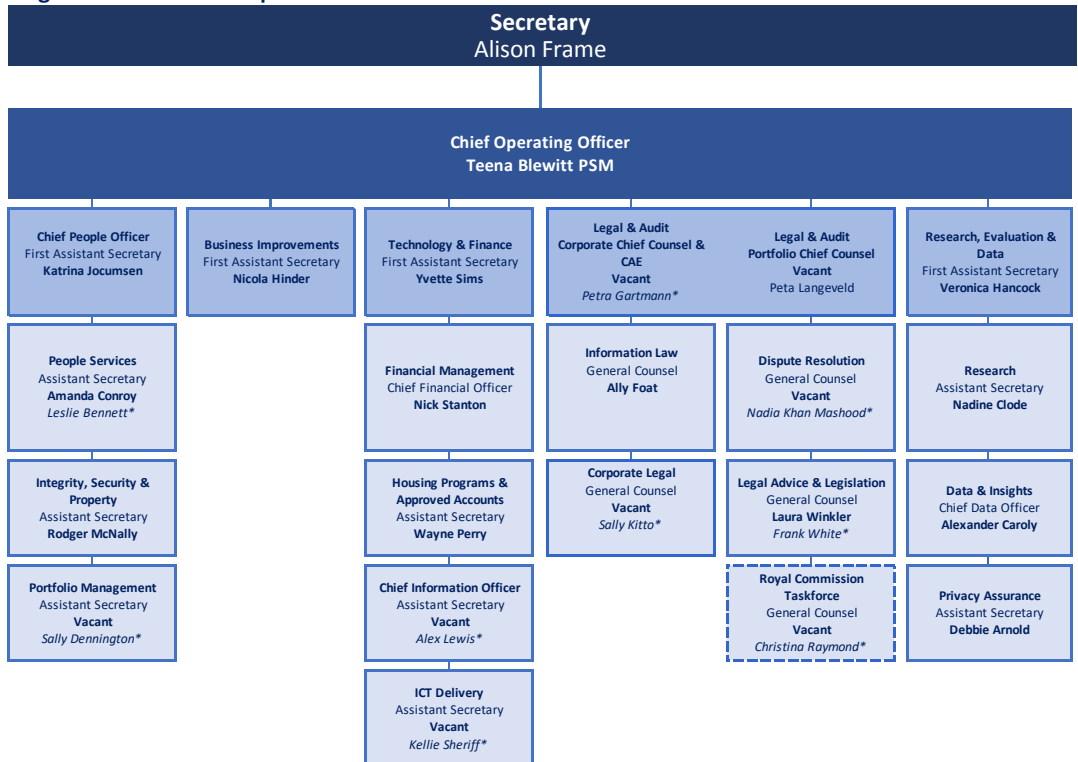 Secretary
Alison Frame
Chief Operating Officer
Teena Blewitt PSM
Chief People Officer
First Assistant Secretary
Katrina Jocumsen
Business Improvements
First Assistant Secretary
Nicola Hinder
Technology & Finance
First Assistant Secretary
Yvette Sims
Legal & Audit
Corporate Chief Counsel &
CAE
Vacant
Petra Gartmann*
Legal & Audit
Portfolio Chief Counsel
Vacant
Peta Langeveld
Research, Evaluation &
Data
First Assistant Secretary
Veronica Hancock
People Services
Assistant Secretary
Amanda Conroy
Leslie Bennett*
Financial Management
Chief Financial Officer
Nick Stanton
Information Law
General Counsel
Ally Foat
Dispute Resolution
General Counsel
Vacant
Nadia Khan Mashood*
Research
Assistant Secretary
Nadine Clode
Integrity, Security &
Property
Assistant Secretary
Rodger McNally
Housing Programs &
Approved Accounts
Assistant Secretary
Wayne Perry
Corporate Legal
General Counsel
Vacant
Sally Kitto*
Legal Advice & Legislation
General Counsel
Laura Winkler
Frank White*
Data & Insights
Chief Data Officer
Alexander Caroly
Portfolio Management
Assistant Secretary
Vacant
Sally Dennington*
Chief Information Officer
Assistant Secretary
Vacant
Alex Lewis*
Royal Commission
Taskforce
General Counsel
Vacant
Christina Raymond*
Privacy Assurance
Assistant Secretary
Debbie Arnold
ICT Delivery
Assistant Secretary
Vacant
Kellie Sheriff*